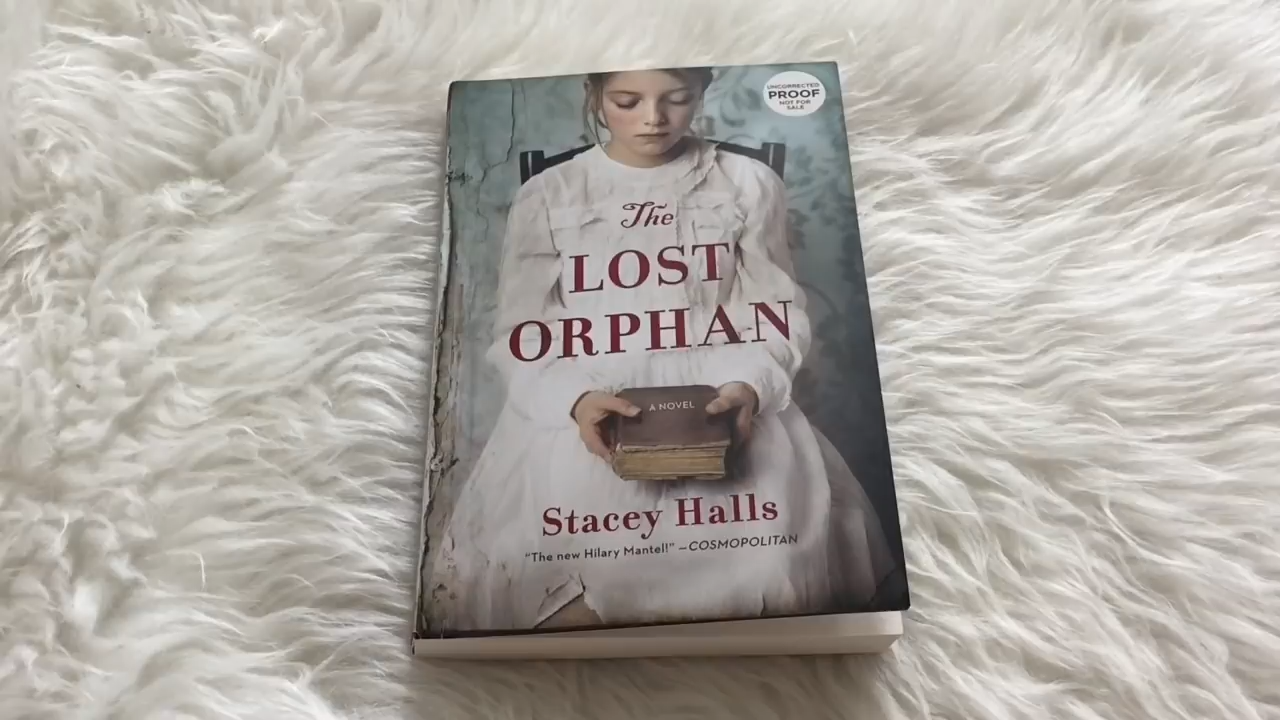 UNCORRECTED
PROOF
NOT FOR
SALE
The
LOST
ORPHAN
A NOVEL
Stacey Halls
“The new Hilary Mantel!” —COSMOPOLITAN